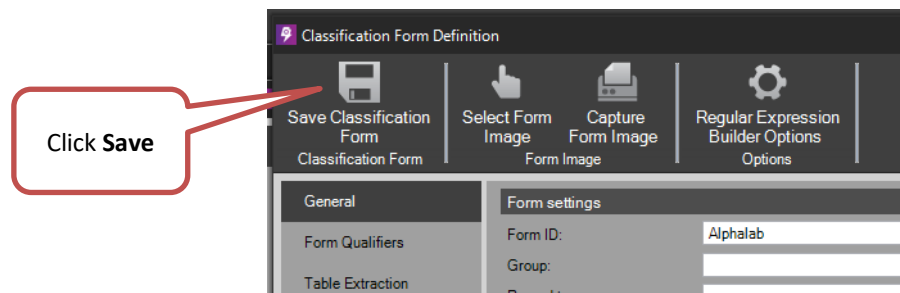 Classification Form Definition
Save Classification
Form
Classification Form
Select Form
Image
Capture
Form Image
Form Image
Regular Expression
Builder Options
Options
Click Save
General
Form Qualifiers
Table Extraction
Form settings
Form ID:
Alphalab
Group: